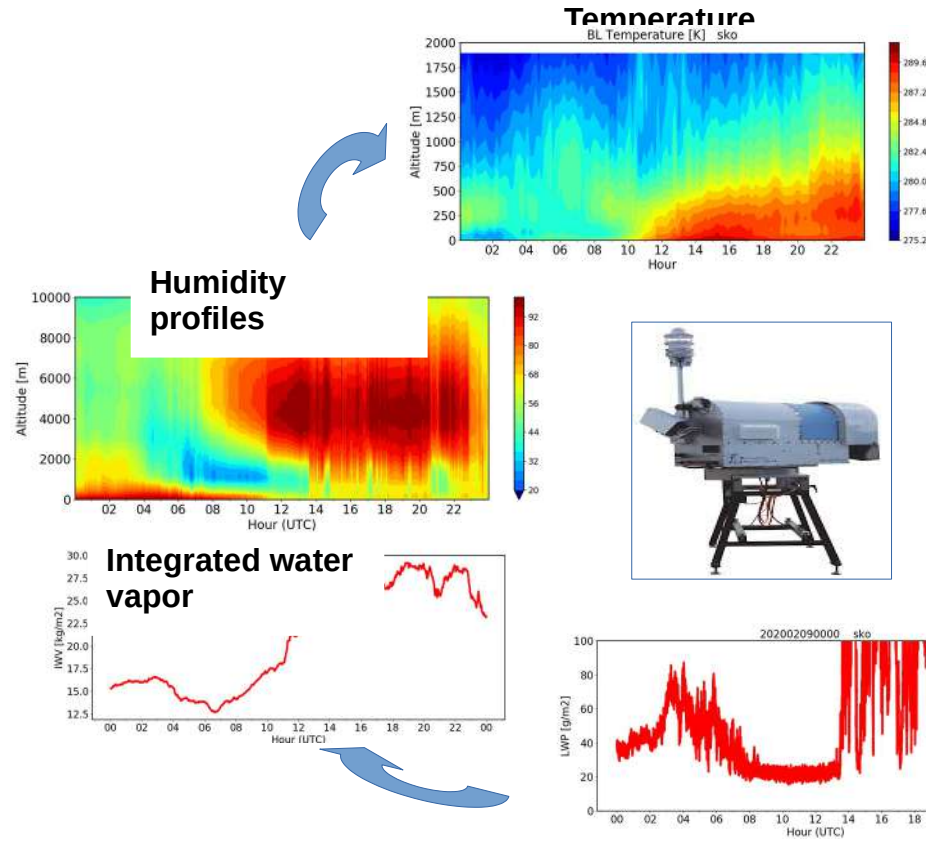 Temperature
BL Temperature [K] sko
2000
1750
1500
1250
1000
750
500
250
0
Altitude [m]
02 04 06 08 10 12 14 16 18 20 22
Hour
289.6
287.2
284.8
282.4
280.0
277.6
275.2
Humidity
profiles
10000
8000
6000
4000
2000
0
Altitude [m]
02 04 06 08 10 12 14 16 18 20 22
Hour (UTC)
92
80
68
56
44
32
20
Integrated water
vapor
30.0
27.5
25.0
22.5
20.0
17.5
15.0
12.5
IWV [kg/m2]
00 02 04 06 08 10 12 14 16 18 20 22 00
Hour (UTC)
202002090000 sko
100
80
60
40
20
0
LWP [g/m2]
00 02 04 06 08 10 12 14 16 18
Hour (UTC)